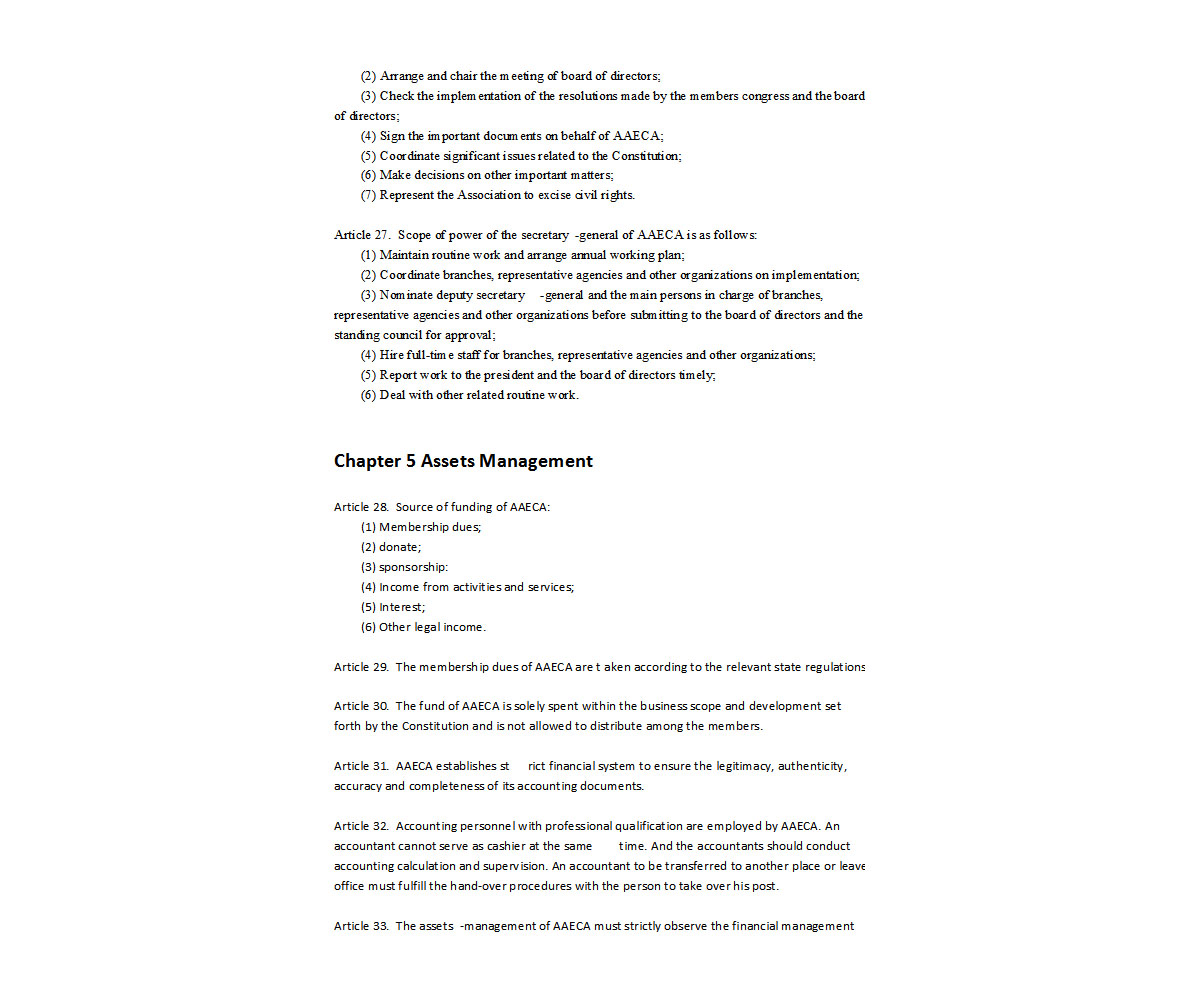 (2) Arrange and chair the meeting of board of directors;
(3) Check the implementation of the resolutions made by the members congress and the board
of directors;
(4) Sign the important documents on behalf of AAECA;
(5) Coordinate significant issues related to the Constitution;
(6) Make decisions on other important matters;
(7) Represent the Association to excise civil rights.
Article 27. Scope of power of the secretary -general of AAECA is as follows:
(1) Maintain routine work and arrange annual working plan;
(2) Coordinate branches, representative agencies and other organizations on implementation;
(3) Nominate deputy secretary -general and the main persons in charge of branches,
representative agencies and other organizations before submitting to the board of directors and the
standing council for approval;
(4) Hire full-time staff for branches, representative agencies and other organizations;
(5) Report work to the president and the board of directors timely;
(6) Deal with other related routine work.
Chapter 5 Assets Management
Article 28. Source of funding of AAECA:
(1) Membership dues;
(2) donate;
(3) sponsorship:
(4) Income from activities and services;
(5) Interest;
(6) Other legal income.
Article 29. The membership dues of AAECA are t aken according to the relevant state regulations
Article 30. The fund of AAECA is solely spent within the business scope and development set
forth by the Constitution and is not allowed to distribute among the members.
Article 31. AAECA establishes st rict financial system to ensure the legitimacy, authenticity,
accuracy and completeness of its accounting documents.
Article 32. Accounting personnel with professional qualification are employed by AAECA. An
accountant cannot serve as cashier at the same time. And the accountants should conduct
accounting calculation and supervision. An accountant to be transferred to another place or leave
office must fulfill the hand-over procedures with the person to take over his post.
Article 33. The assets -management of AAECA must strictly observe the financial management